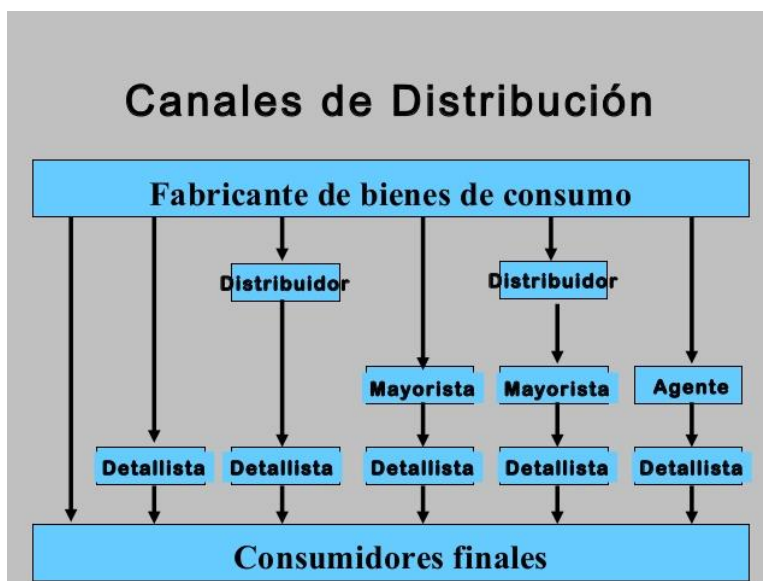 Canales de Distribución
Fabricante de bienes de consumo
Distribuidor
Distribuidor
Mayorista
Mayorista
Agente
Detallista
Detallista
Detallista
Detallista
Detallista
Consumidores finales